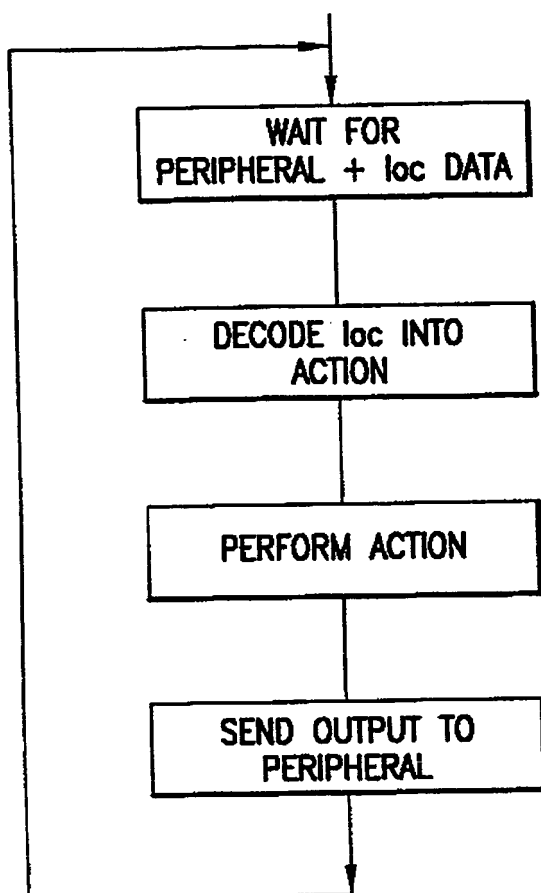 WAIT FOR
PERIPHERAL + loc DATA
DECODE loc INTO
ACTION
PERFORM ACTION
SEND OUTPUT TO
PERIPHERAL